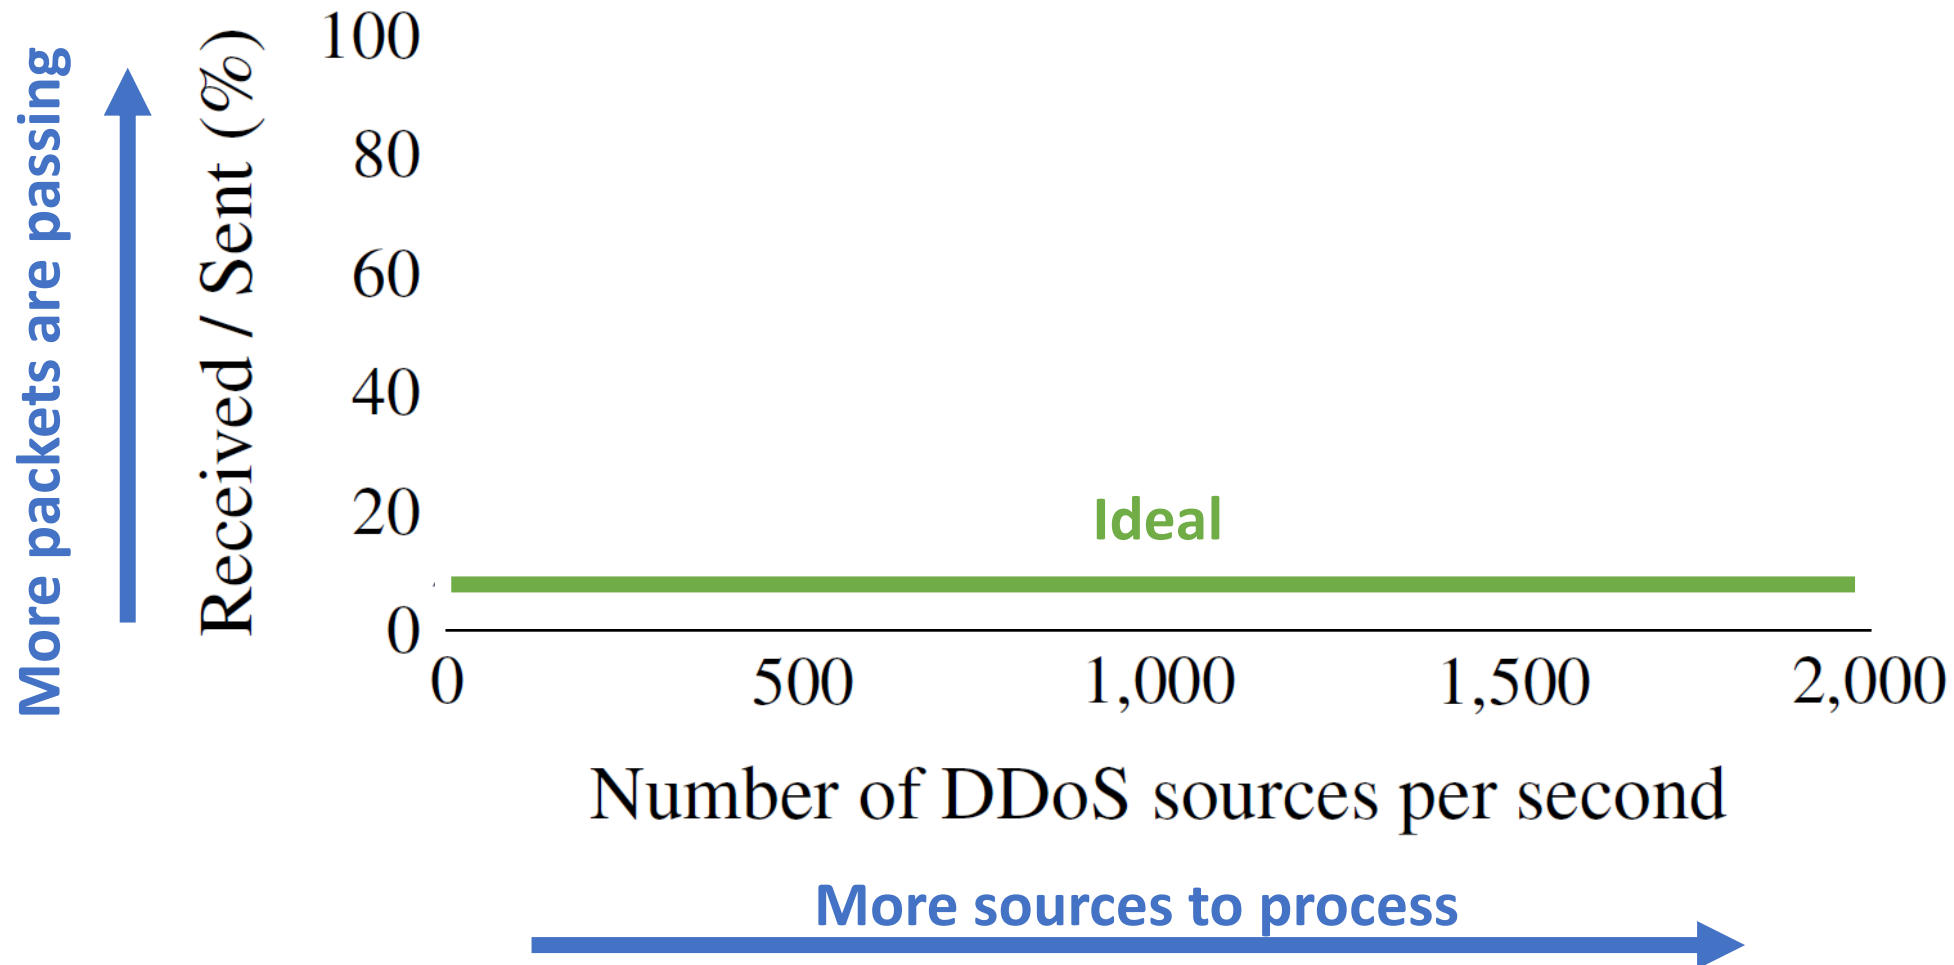 More packets are passing
Received / Sent (%)
100
80
60
40
20
0
Ideal
0 500 1,000 1,500 2,000
Number of DDoS sources per second
More sources to process